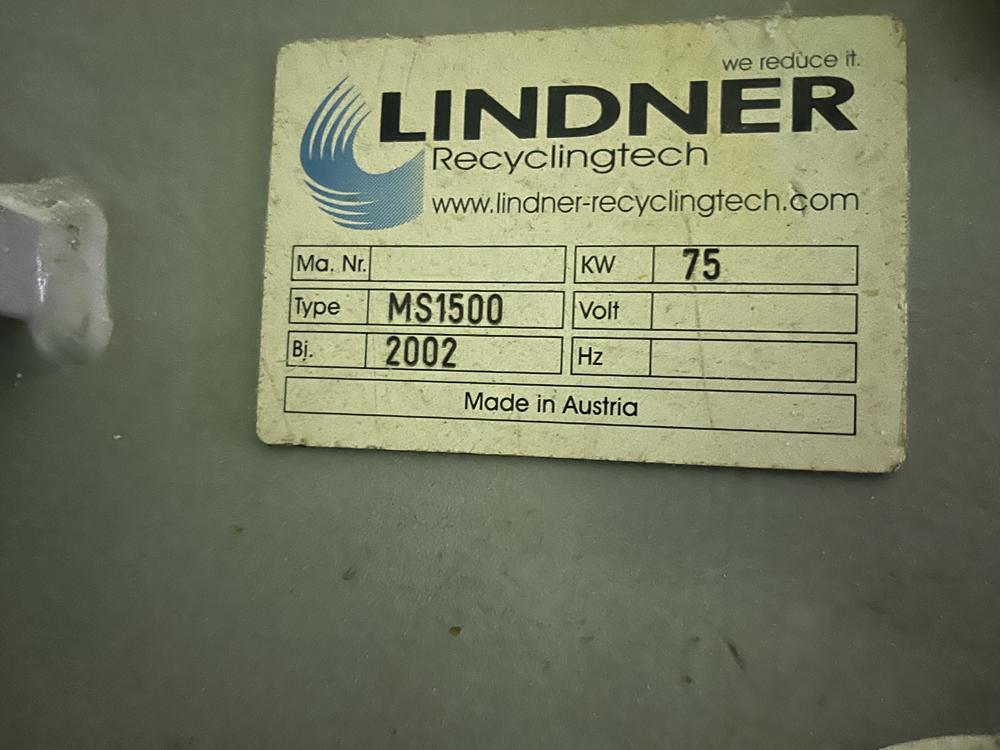 we reduce it.
LINDNER
Recyclingtech
www.lindner-recyclingtech.com
Ma. Nr. KW 75
Type MS1500 Volt
Bj. 2002 Hz
Made in Austria